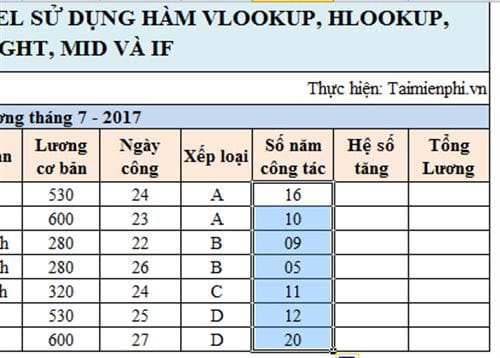 EL SỬ DỤNG HÀM VLOOKUP, HLOOKUP,
GHT, MID VÀ IF
Thực hiện: Taimienphi.vn
ơng tháng 7 - 2017
an Lương cơ bãn Ngày công Xếp loại Số năm công tác Hệ số tăng Tổng Lương
530 24 A 16
600 23 A 10
h 280 22 B 09
h 280 26 B 05
h 320 24 C 11
530 25 D 12
600 27 D 20